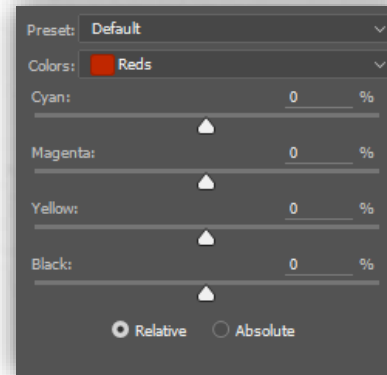 Preset: Default
Colors: Reds
Cyan: 0 %
Magenta: 0 %
Yellow: 0 %
Black: 0 %
Relative Absolute